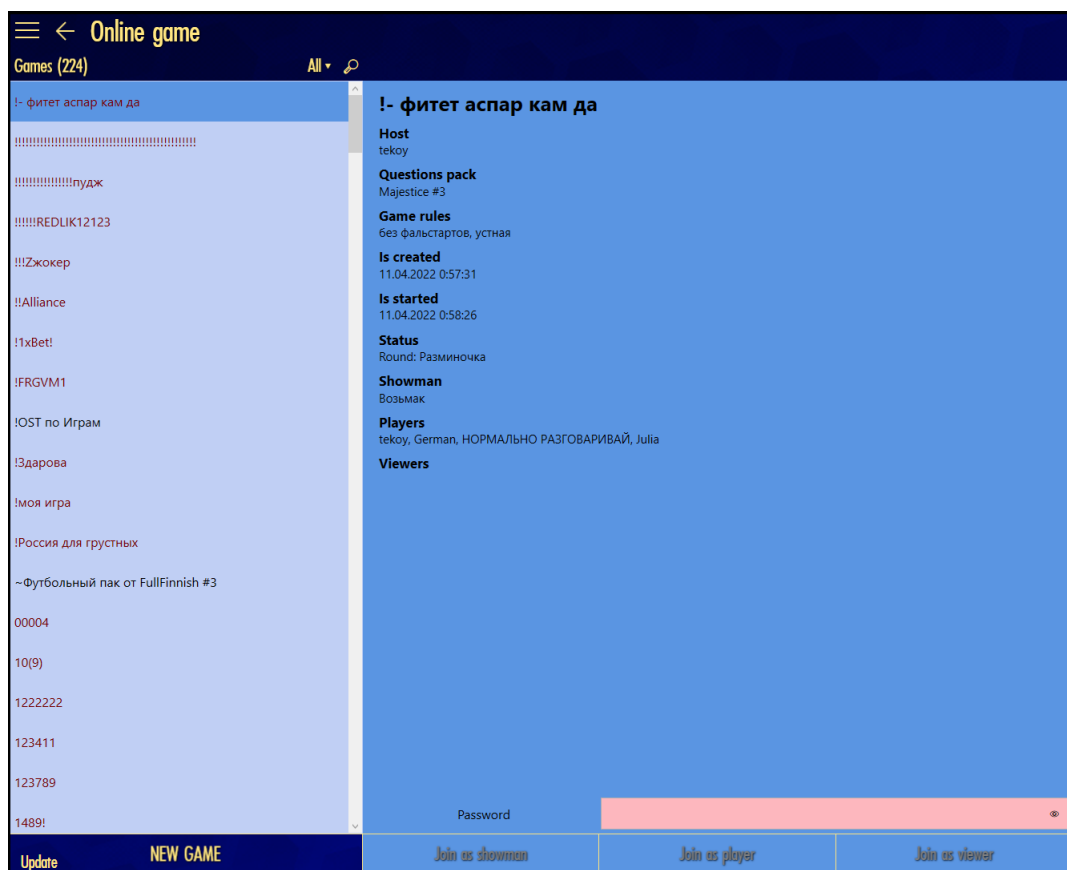 Online game
Games (224)
All
!- фитет аспар кам да
!!!!!!!!!!!!!!!!!!!!!!!!!!!!!!!!!!!!!!!!!!!!!!!!!!
!!!!!!!!!!!!!!!!пудж
!!!!!!REDLIK12123
!!!Zжокер
!!Alliance
!1xBet!
!FRGVM1
!OST по Играм
!Здарова
!моя игра
!Россия для грустных
~Футбольный пак от FullFinnish #3
00004
10(9)
1222222
123411
123789
1489!
Update
NEW GAME
!- фитет аспар кам да
Host
tekoy
Questions pack
Majestice #3
Game rules
без фальстартов, устная
Is created
11.04.2022 0:57:31
Is started
11.04.2022 0:58:26
Status
Round: Разминочка
Showman
Возьмак
Players
tekoy, German, НОРМАЛЬНО РАЗГОВАРИВАЙ, Julia
Viewers
Password
Join as showman
Join as player
Join as viewer